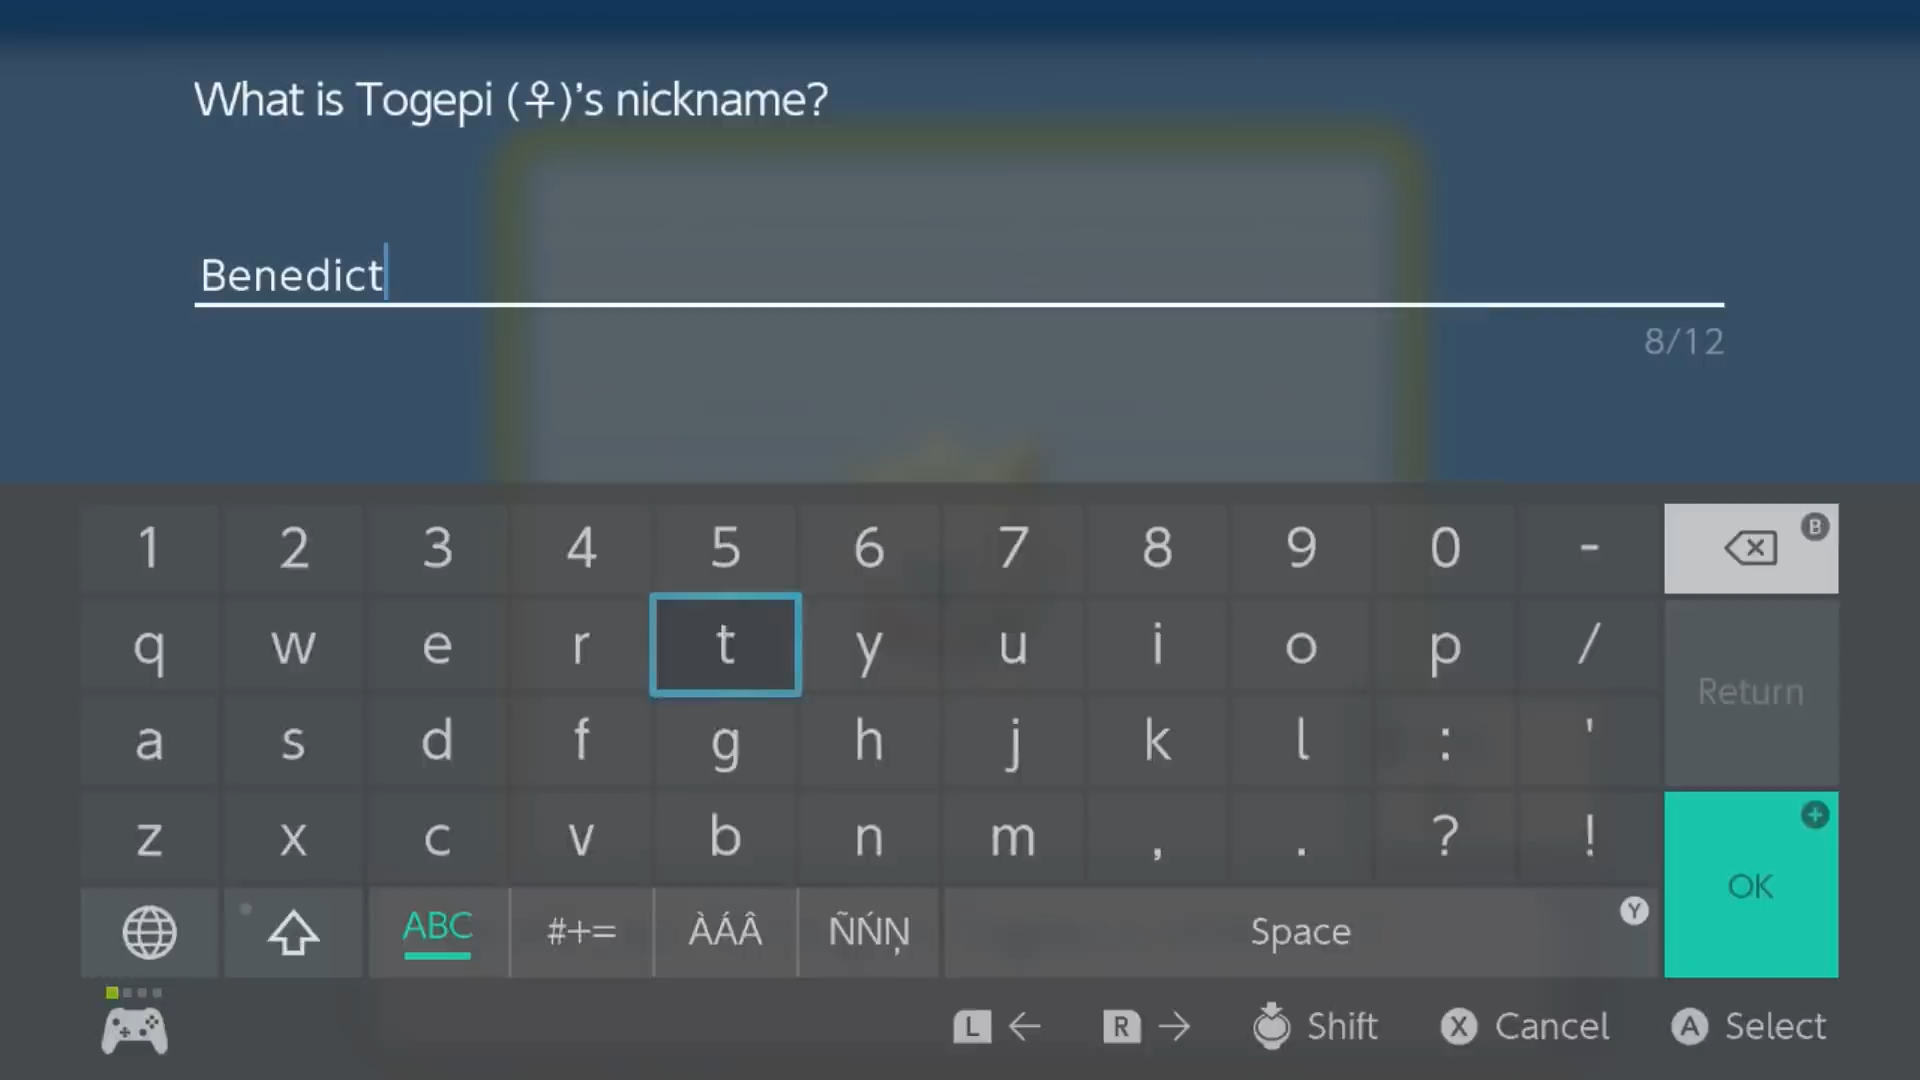 What is Togepi (♀)'s nickname?
Benedict
8/12
1 2 3 4 5 6 7 8 9 0 - B
q w e r t y u i o p /
Return
a s d f g h j k l : '
z x c v b n m , . ? ! +
OK
ABC #+= ÀÁÂ ÑŃŅ Space Y
L ← R → Shift X Cancel A Select